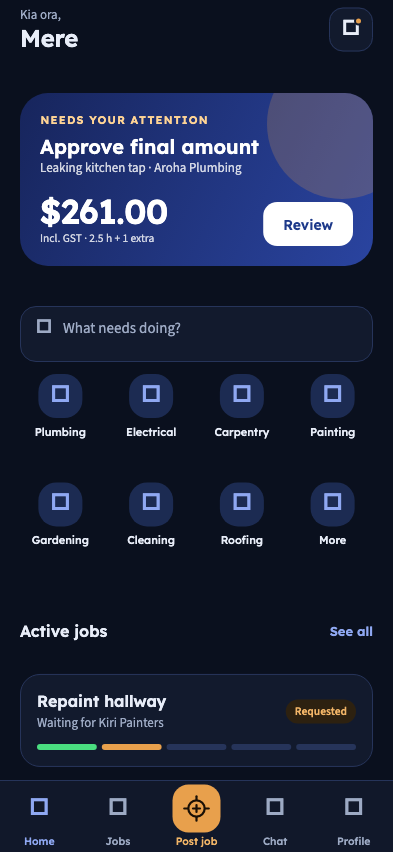 Kia ora,
Mere
NEEDS YOUR ATTENTION
Approve final amount
Leaking kitchen tap · Aroha Plumbing
$261.00
Incl. GST · 2.5 h + 1 extra
Review
What needs doing?
Plumbing Electrical Carpentry Painting
Gardening Cleaning Roofing More
Active jobs See all
Repaint hallway
Waiting for Kiri Painters
Requested
Home Jobs Post job Chat Profile